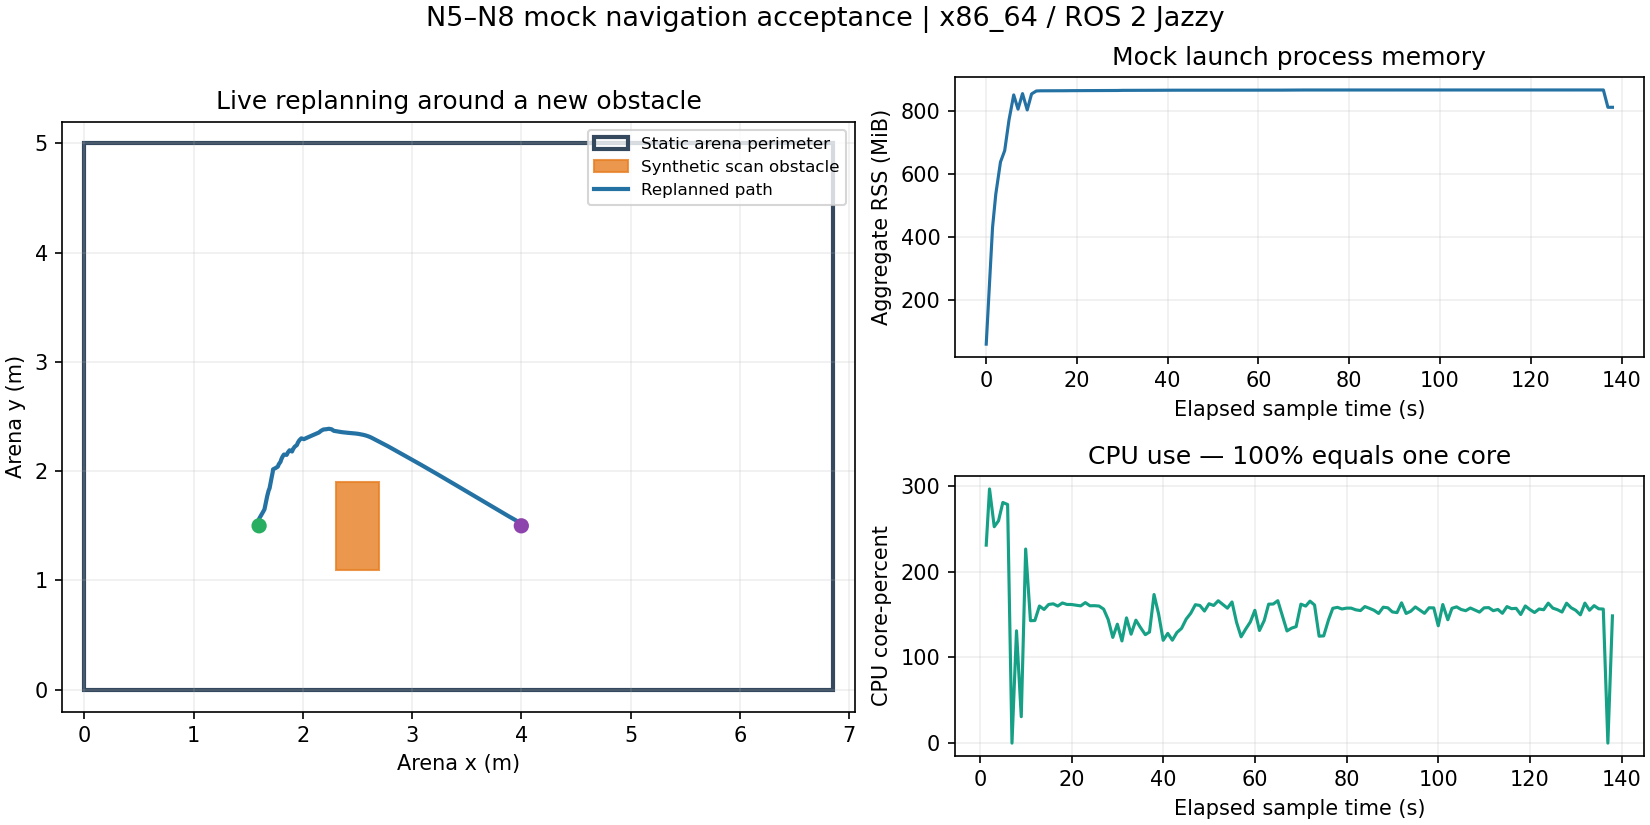 N5–N8 mock navigation acceptance | x86_64 / ROS 2 Jazzy
Live replanning around a new obstacle
Static arena perimeter
Synthetic scan obstacle
Replanned path
5
4
3
2
1
0
Arena y (m)
0 1 2 3 4 5 6 7
Arena x (m)
Mock launch process memory
800
600
400
200
Aggregate RSS (MiB)
0 20 40 60 80 100 120 140
Elapsed sample time (s)
CPU use — 100% equals one core
300
200
100
0
CPU core-percent
0 20 40 60 80 100 120 140
Elapsed sample time (s)